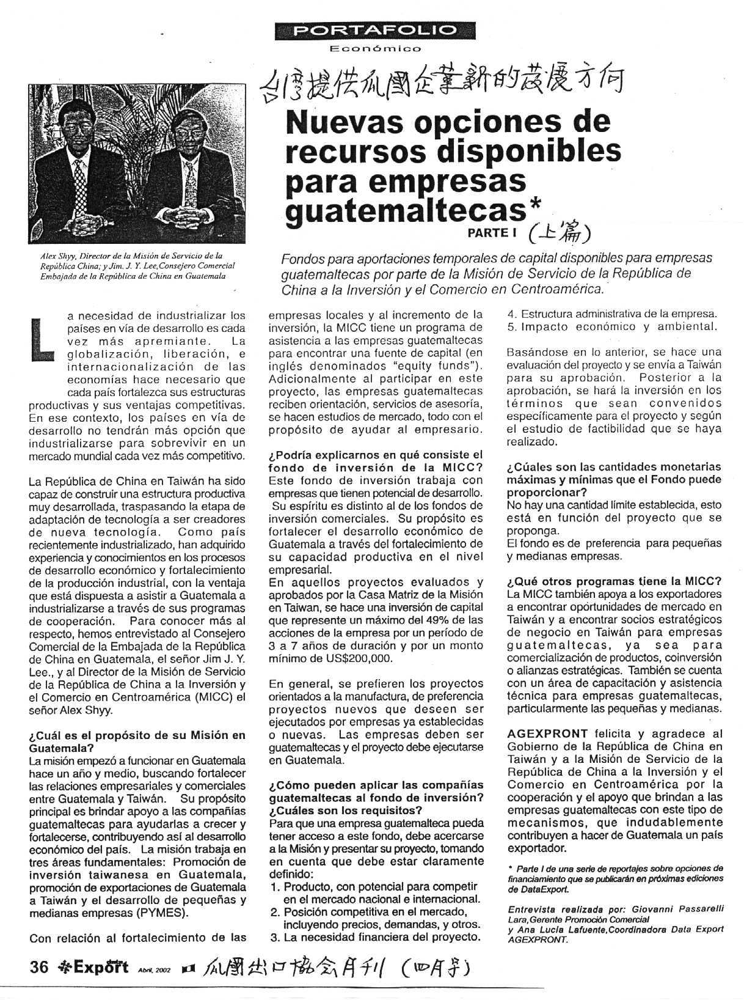 PORTAFOLIO
Económico
台灣提供瓜國企業新的發展方向
Nuevas opciones de
recursos disponibles
para empresas
guatemaltecas*
PARTE I (上篇)
Alex Shyy, Director de la Misión de Servicio de la
República China; y Jim. J. Y. Lee,Consejero Comercial
Embajada de la República de China en Guatemala
Fondos para aportaciones temporales de capital disponibles para empresas
guatemaltecas por parte de la Misión de Servicio de la República de
China a la Inversión y el Comercio en Centroamérica.
La necesidad de industrializar los
países en vía de desarrollo es cada
vez más apremiante. La
globalización, liberación, e
internacionalización de las
economías hace necesario que
cada país fortalezca sus estructuras
productivas y sus ventajas competitivas.
En ese contexto, los países en vía de
desarrollo no tendrán más opción que
industrializarse para sobrevivir en un
mercado mundial cada vez más competitivo.
La República de China en Taiwán ha sido
capaz de construir una estructura productiva
muy desarrollada, traspasando la etapa de
adaptación de tecnología a ser creadores
de nueva tecnología. Como país
recientemente industrializado, han adquirido
experiencia y conocimientos en los procesos
de desarrollo económico y fortalecimiento
de la producción industrial, con la ventaja
que está dispuesta a asistir a Guatemala a
industrializarse a través de sus programas
de cooperación. Para conocer más al
respecto, hemos entrevistado al Consejero
Comercial de la Embajada de la República
de China en Guatemala, el señor Jim J. Y.
Lee., y al Director de la Misión de Servicio
de la República de China a la Inversión y
el Comercio en Centroamérica (MICC) el
señor Alex Shyy.
¿Cuál es el propósito de su Misión en
Guatemala?
La misión empezó a funcionar en Guatemala
hace un año y medio, buscando fortalecer
las relaciones empresariales y comerciales
entre Guatemala y Taiwán. Su propósito
principal es brindar apoyo a las compañías
guatemaltecas para ayudarlas a crecer y
fortalecerse, contribuyendo así al desarrollo
económico del país. La misión trabaja en
tres áreas fundamentales: Promoción de
inversión taiwanesa en Guatemala,
promoción de exportaciones de Guatemala
a Taiwán y el desarrollo de pequeñas y
medianas empresas (PYMES).
Con relación al fortalecimiento de las
empresas locales y al incremento de la
inversión, la MICC tiene un programa de
asistencia a las empresas guatemaltecas
para encontrar una fuente de capital (en
inglés denominados "equity funds").
Adicionalmente al participar en este
proyecto, las empresas guatemaltecas
reciben orientación, servicios de asesoría,
se hacen estudios de mercado, todo con el
propósito de ayudar al empresario.
¿Podría explicarnos en qué consiste el
fondo de inversión de la MICC?
Este fondo de inversión trabaja con
empresas que tienen potencial de desarrollo.
Su espíritu es distinto al de los fondos de
inversión comerciales. Su propósito es
fortalecer el desarrollo económico de
Guatemala a través del fortalecimiento de
su capacidad productiva en el nivel
empresarial.
En aquellos proyectos evaluados y
aprobados por la Casa Matriz de la Misión
en Taiwan, se hace una inversión de capital
que represente un máximo del 49% de las
acciones de la empresa por un período de
3 a 7 años de duración y por un monto
mínimo de US$200,000.
En general, se prefieren los proyectos
orientados a la manufactura, de preferencia
proyectos nuevos que deseen ser
ejecutados por empresas ya establecidas
o nuevas. Las empresas deben ser
guatemaltecas y el proyecto debe ejecutarse
en Guatemala.
¿Cómo pueden aplicar las compañías
guatemaltecas al fondo de inversión?
¿Cuáles son los requisitos?
Para que una empresa guatemalteca pueda
tener acceso a este fondo, debe acercarse
a la Misión y presentar su proyecto, tomando
en cuenta que debe estar claramente
definido:
1. Producto, con potencial para competir
en el mercado nacional e internacional.
2. Posición competitiva en el mercado,
incluyendo precios, demandas, y otros.
3. La necesidad financiera del proyecto.
4. Estructura administrativa de la empresa.
5. Impacto económico y ambiental.
Basándose en lo anterior, se hace una
evaluación del proyecto y se envía a Taiwán
para su aprobación. Posterior a la
aprobación, se hará la inversión en los
términos que sean convenidos
específicamente para el proyecto y según
el estudio de factibilidad que se haya
realizado.
¿Cúales son las cantidades monetarias
máximas y mínimas que el Fondo puede
proporcionar?
No hay una cantidad límite establecida, esto
está en función del proyecto que se
proponga.
El fondo es de preferencia para pequeñas
y medianas empresas.
¿Qué otros programas tiene la MICC?
La MICC también apoya a los exportadores
a encontrar oportunidades de mercado en
Taiwán y a encontrar socios estratégicos
de negocio en Taiwán para empresas
guatemaltecas, ya sea para
comercialización de productos, coinversión
o alianzas estratégicas. También se cuenta
con un área de capacitación y asistencia
técnica para empresas guatemaltecas,
particularmente las pequeñas y medianas.
AGEXPRONT felicita y agradece al
Gobierno de la República de China en
Taiwán y a la Misión de Servicio de la
República de China a la Inversión y el
Comercio en Centroamérica por la
cooperación y el apoyo que brindan a las
empresas guatemaltecas con este tipo de
mecanismos, que indudablemente
contribuyen a hacer de Guatemala un país
exportador.
* Parte I de una serie de reportajes sobre opciones de
financiamiento que se publicarán en próximas ediciones
de DataExport.
Entrevista realizada por: Giovanni Passarelli
Lara,Gerente Promoción Comercial
y Ana Lucía Lafuente,Coordinadora Data Export
AGEXPRONT.
36 Export Abril, 2002 瓜國出口協會月刊 (四月号)